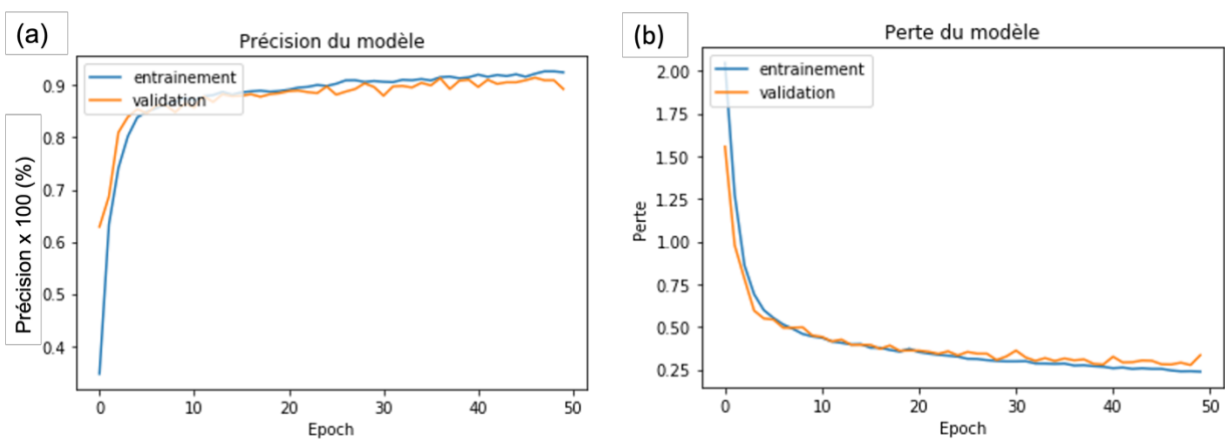 (a)
Précision du modèle
entrainement
validation
Précision x 100 (%)
0.9
0.8
0.7
0.6
0.5
0.4
0
10
20
30
40
50
Epoch
(b)
Perte du modèle
entrainement
validation
Perte
2.00
1.75
1.50
1.25
1.00
0.75
0.50
0.25
0
10
20
30
40
50
Epoch